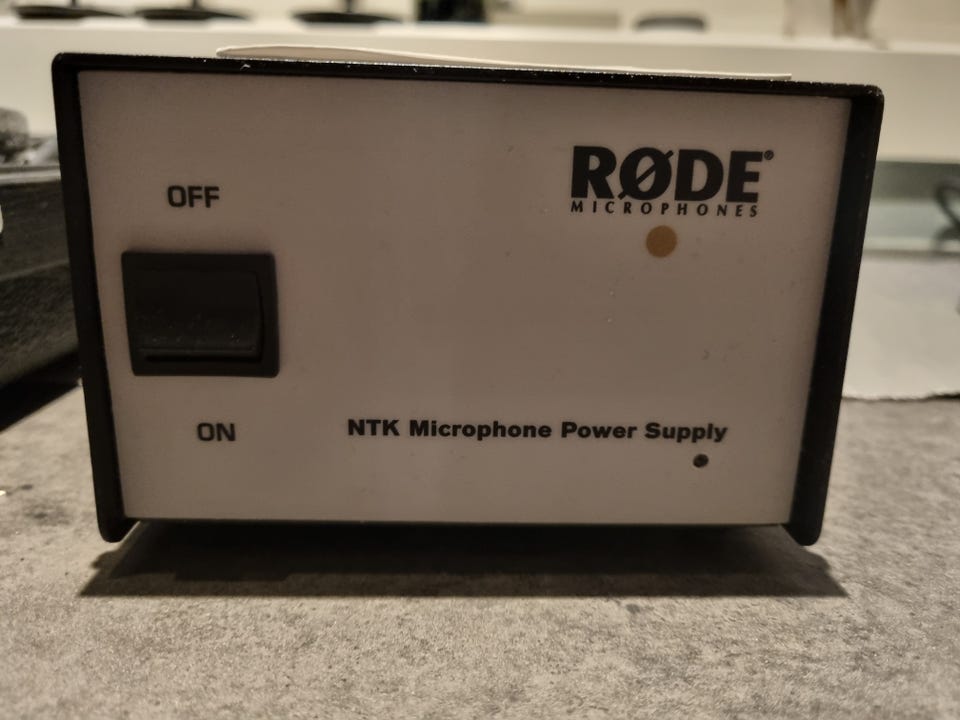 OFF
RØDE®
MICROPHONES
ON
NTK Microphone Power Supply